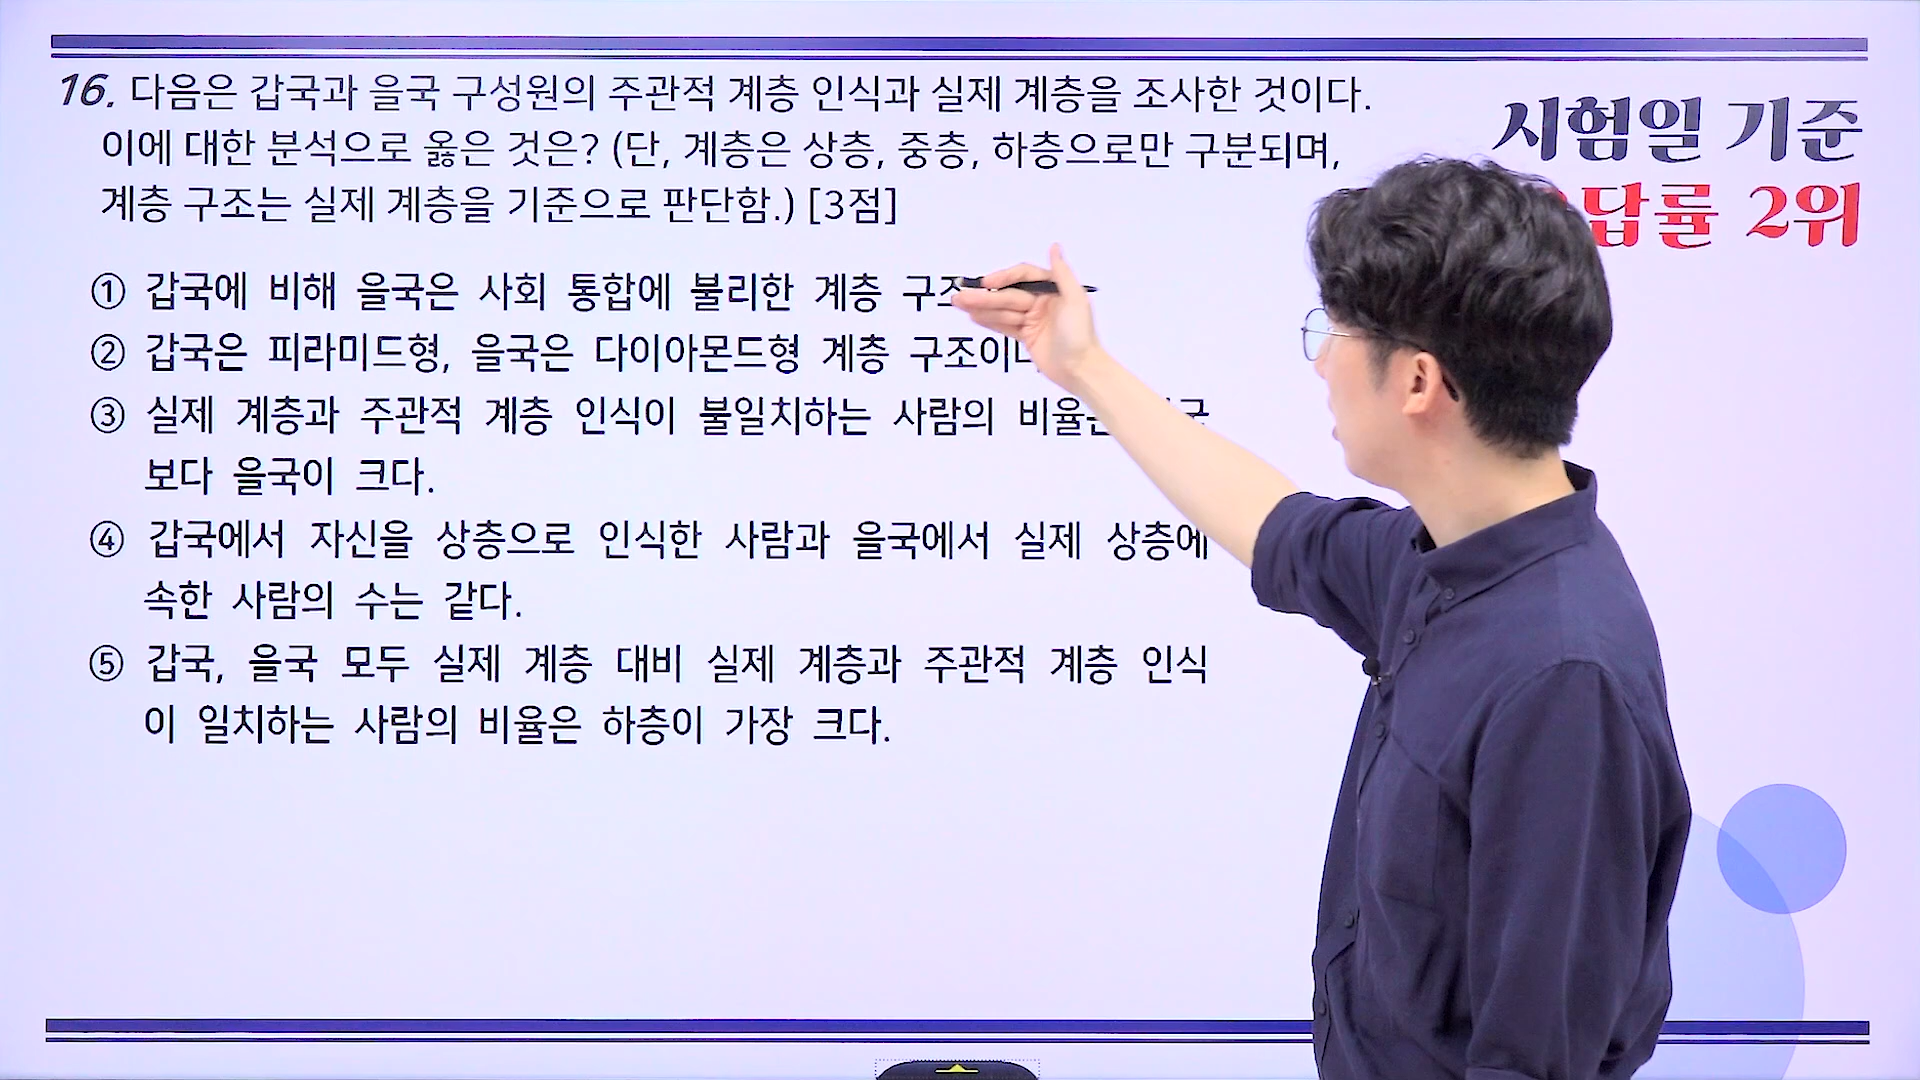 16. 다음은 갑국과 을국 구성원의 주관적 계층 인식과 실제 계층을 조사한 것이다.
이에 대한 분석으로 옳은 것은? (단, 계층은 상층, 중층, 하층으로만 구분되며,
계층 구조는 실제 계층을 기준으로 판단함.) [3점]
시험일 기준
답률 2위
① 갑국에 비해 을국은 사회 통합에 불리한 계층
② 갑국은 피라미드형, 을국은 다이아몬드형 계층
③ 실제 계층과 주관적 계층 인식이 불일치하는 사람의
보다 을국이 크다.
④ 갑국에서 자신을 상층으로 인식한 사람과 을국에서 실제 상층에
속한 사람의 수는 같다.
⑤ 갑국, 을국 모두 실제 계층 대비 실제 계층과 주관적 계층 인식
이 일치하는 사람의 비율은 하층이 가장 크다.